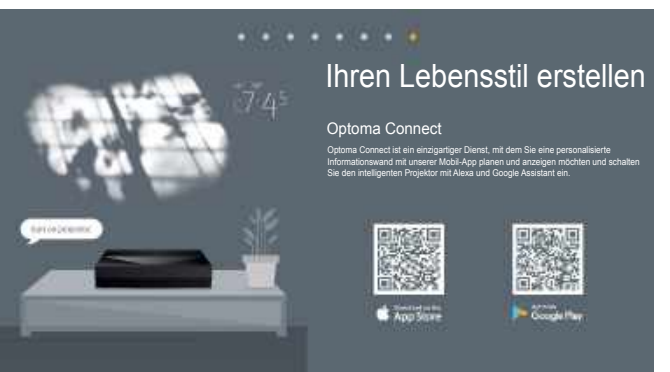 7:45
Ihren Lebensstil erstellen
Optoma Connect
Optoma Connect ist ein einzigartiger Dienst, mit dem Sie eine personalisierte
Informationswand mit unserer Mobil-App planen und anzeigen möchten und schalten
Sie den intelligenten Projektor mit Alexa und Google Assistant ein.
App Store
Google Play